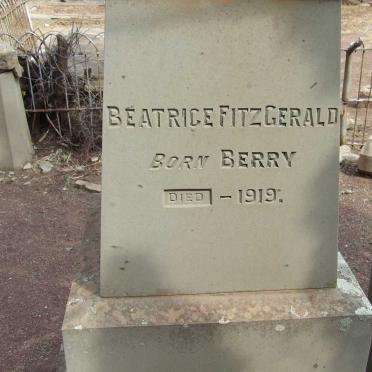 BEATRICE FITZGERALD
BORN BERRY
DIED – 1919.